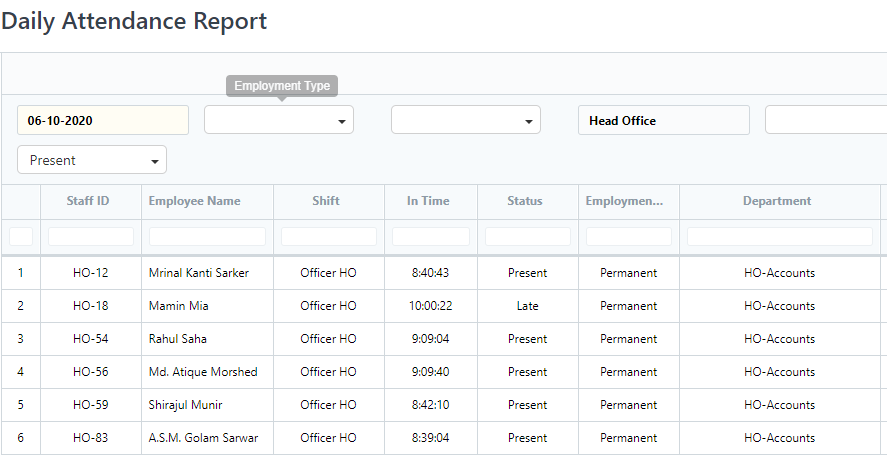 Daily Attendance Report
Employment Type
06-10-2020 Head Office
Present
Staff ID Employee Name Shift In Time Status Employmen... Department
1 HO-12 Mrinal Kanti Sarker Officer HO 8:40:43 Present Permanent HO-Accounts
2 HO-18 Mamin Mia Officer HO 10:00:22 Late Permanent HO-Accounts
3 HO-54 Rahul Saha Officer HO 9:09:04 Present Permanent HO-Accounts
4 HO-56 Md. Atique Morshed Officer HO 9:09:40 Present Permanent HO-Accounts
5 HO-59 Shirajul Munir Officer HO 8:42:10 Present Permanent HO-Accounts
6 HO-83 A.S.M. Golam Sarwar Officer HO 8:39:04 Present Permanent HO-Accounts